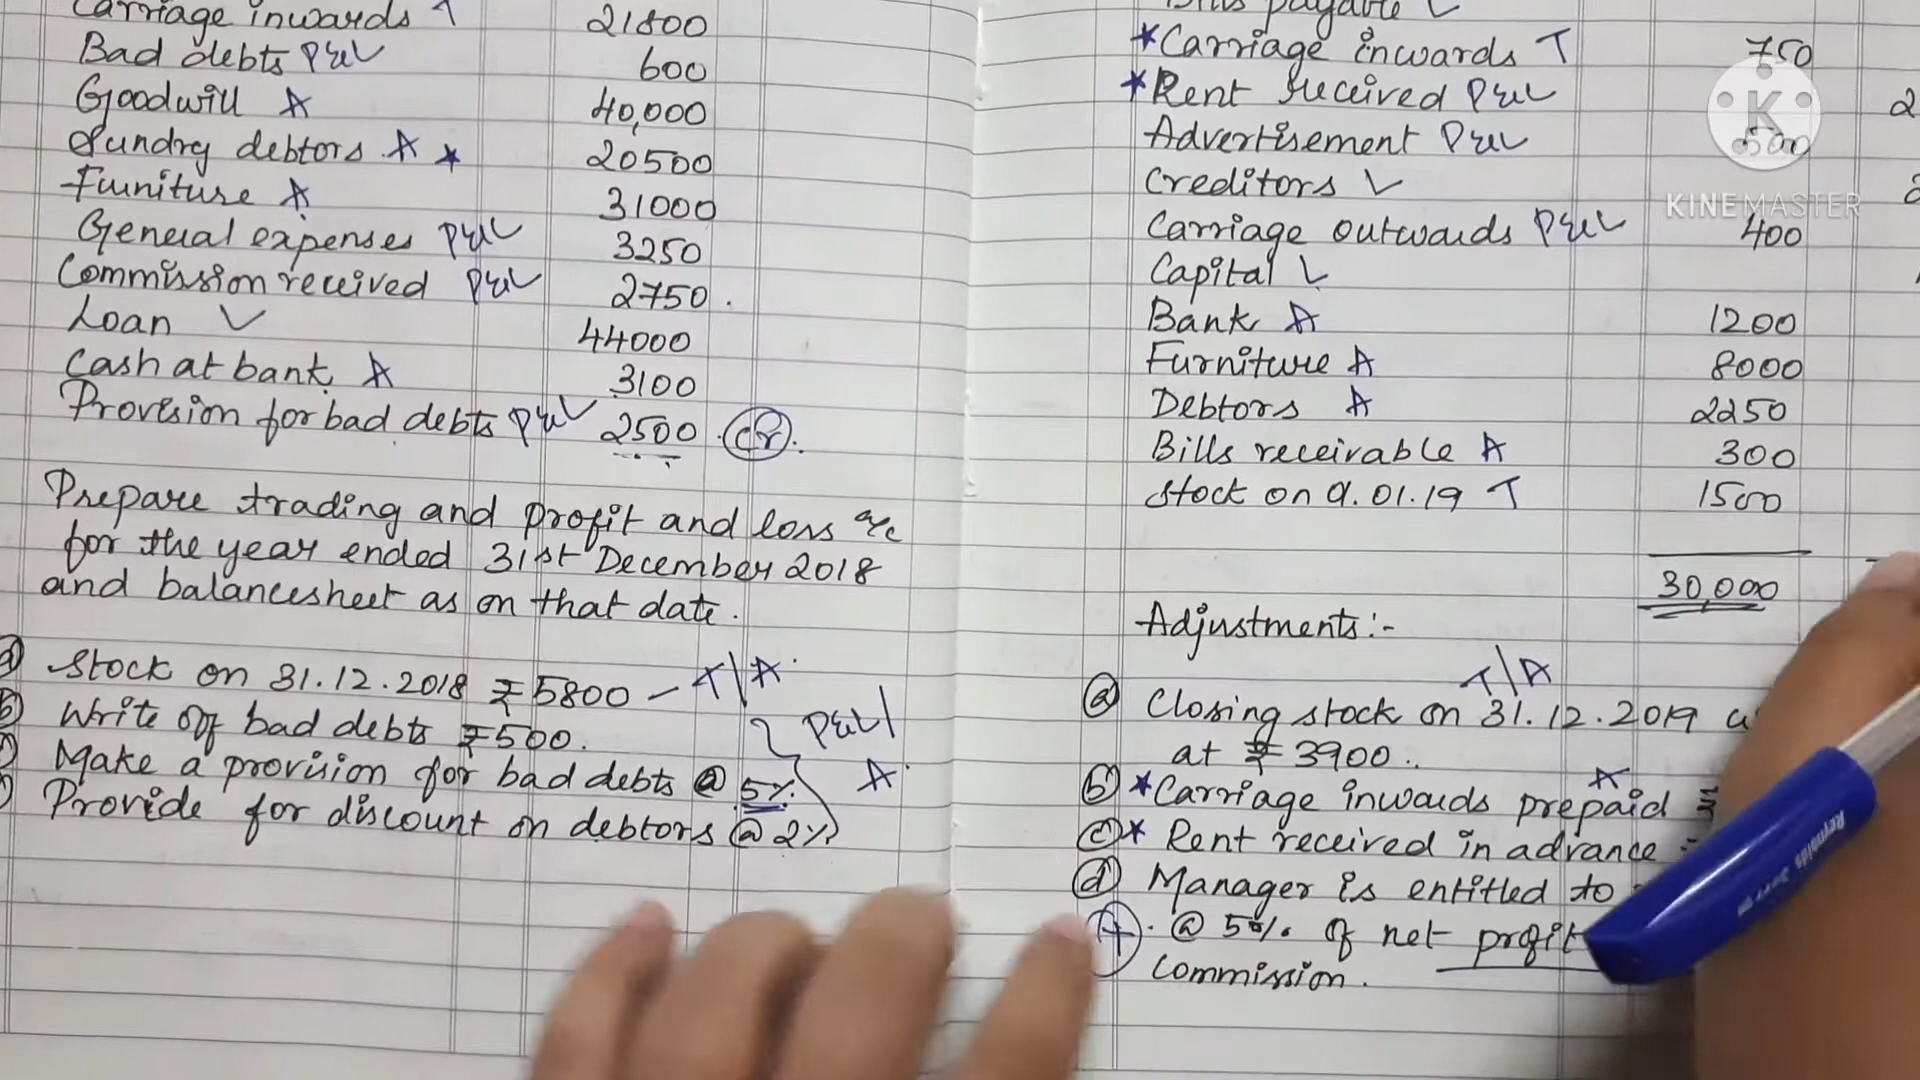 Carriage inwards T 21800
Bad debts P&L 600
Goodwill A 40,000
Sundry debtors A ★ 20500
Furniture A 31000
General expenses P&L 3250
Commission received P&L 2750.
Loan L 44000
Cash at bank A 3100
Provision for bad debts P&L 2500. (Cr).
Prepare trading and profit and loss a/c
for the year ended 31st December 2018
and balancesheet as on that date.
Stock on 31.12.2018 ₹5800 - T/A
Write off bad debts ₹500.
P&L/
Make a provision for bad debts @ 5%.
A
Provide for discount on debtors @ 2%
Bills payable L
★Carriage inwards T 750
★Rent received P&L 2
Advertisement P&L 500
Creditors L
Carriage outwards P&L 400
Capital L
Bank A 1200
Furniture A 8000
Debtors A 2250
Bills receivable A 300
Stock on 01.01.19 T 1500
30,000
Adjustments:-
T/A
(a) Closing stock on 31.12.2019
at ₹ 3900..
A
(b) ★Carriage inwards prepaid
(c) ★ Rent received in advance
(d) Manager is entitled to
@ 5% of net profit
commission.
K
KINEMASTER
Reynolds